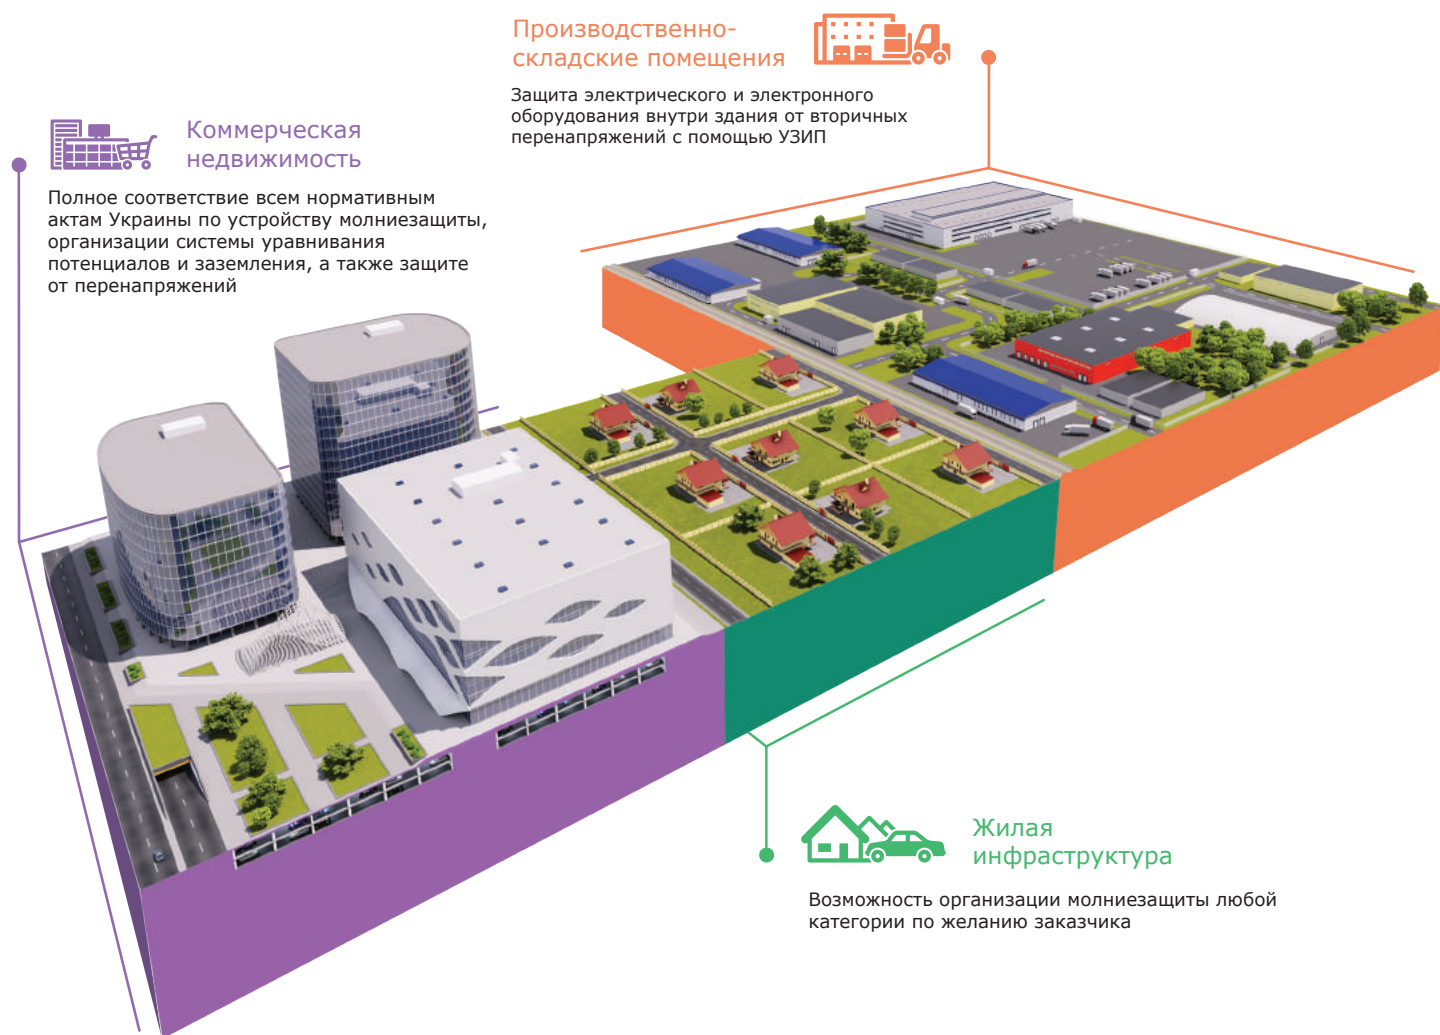 Производственно-
складские помещения
Защита электрического и электронного
оборудования внутри здания от вторичных
перенапряжений с помощью УЗИП
Коммерческая
недвижимость
Полное соответствие всем нормативным
актам Украины по устройству молниезащиты,
организации системы уравнивания
потенциалов и заземления, а также защите
от перенапряжений
Жилая
инфраструктура
Возможность организации молниезащиты любой
категории по желанию заказчика